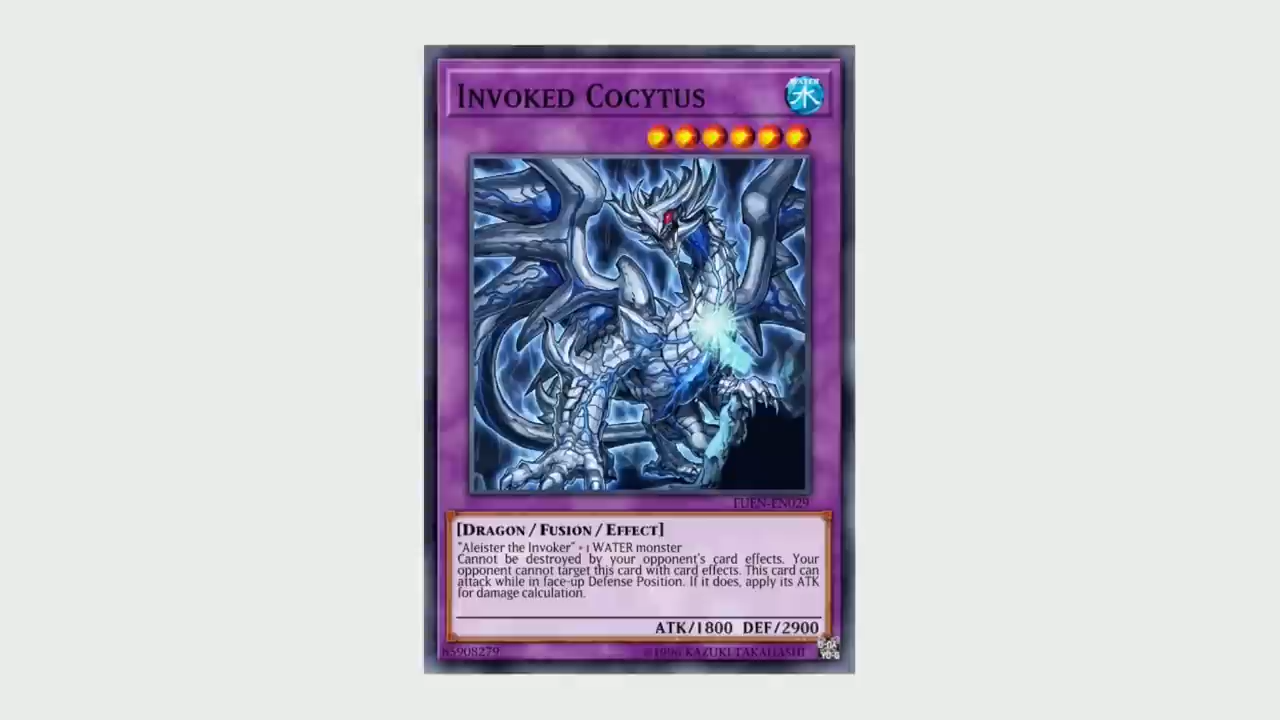 INVOKED COCYTUS
WATER
水
FUEN-EN029
[DRAGON / FUSION / EFFECT]
"Aleister the Invoker" + 1 WATER monster
Cannot be destroyed by your opponent's card effects. Your
opponent cannot target this card with card effects. This card can
attack while in face-up Defense Position. If it does, apply its ATK
for damage calculation.
ATK/1800 DEF/2900
85908279
©1996 KAZUKI TAKAHASHI